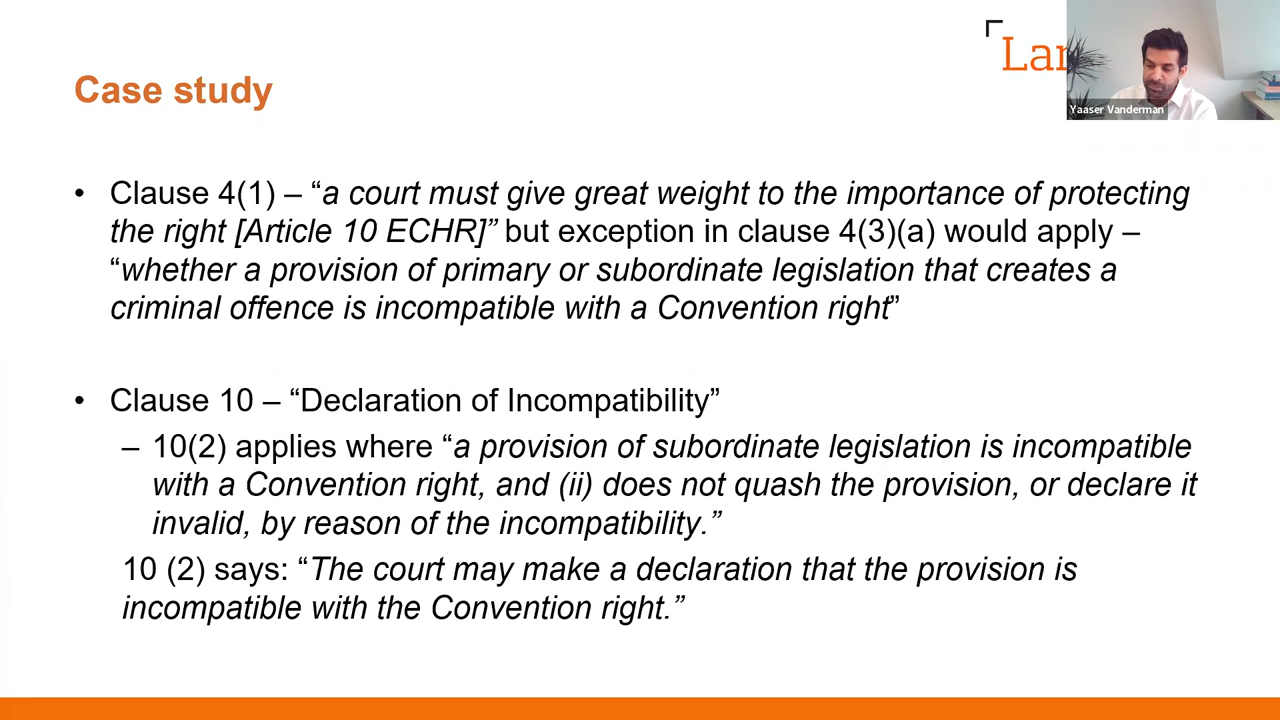 Lan
Yaaser Vanderman
Case study
• Clause 4(1) – “a court must give great weight to the importance of protecting
the right [Article 10 ECHR]” but exception in clause 4(3)(a) would apply –
“whether a provision of primary or subordinate legislation that creates a
criminal offence is incompatible with a Convention right”
• Clause 10 – “Declaration of Incompatibility”
– 10(2) applies where “a provision of subordinate legislation is incompatible
with a Convention right, and (ii) does not quash the provision, or declare it
invalid, by reason of the incompatibility.”
10 (2) says: “The court may make a declaration that the provision is
incompatible with the Convention right.”